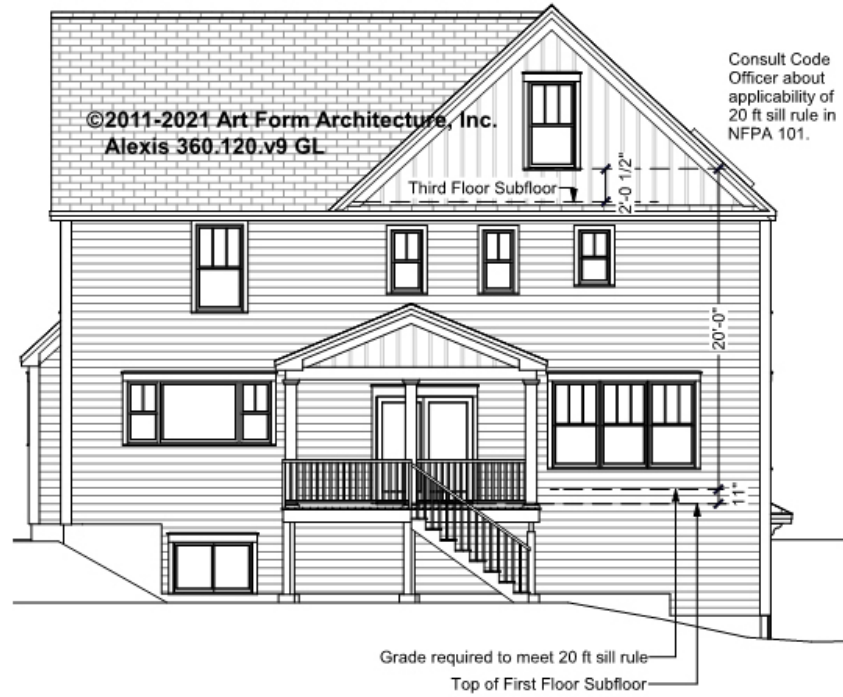 Consult Code
Officer about
applicability of
20 ft sill rule in
NFPA 101.
©2011-2021 Art Form Architecture, Inc.
Alexis 360.120.v9 GL
Third Floor Subfloor
2'-0 1/2"
20'-0"
11"
Grade required to meet 20 ft sill rule
Top of First Floor Subfloor